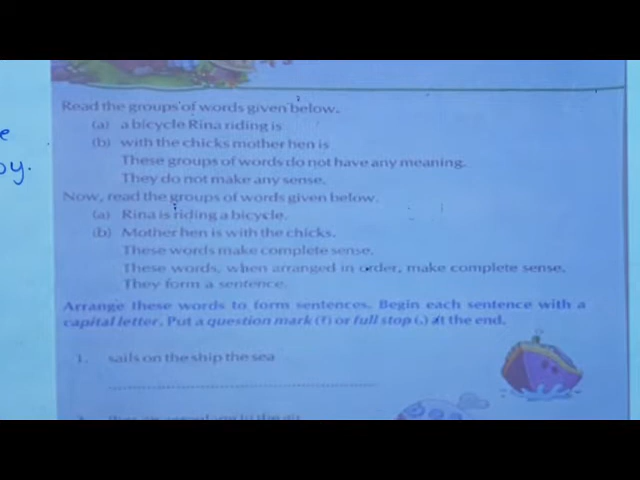 e
oy.
Read the groups of words given below.
(a) a bicycle Rina riding is
(b) with the chicks mother hen is
These groups of words do not have any meaning.
They do not make any sense.
Now, read the groups of words given below.
(a) Rina is riding a bicycle.
(b) Mother hen is with the chicks.
These words make complete sense.
These words, when arranged in order, make complete sense.
They form a sentence.
Arrange these words to form sentences. Begin each sentence with a
capital letter. Put a question mark (?) or full stop (.) at the end.
1. sails on the ship the sea